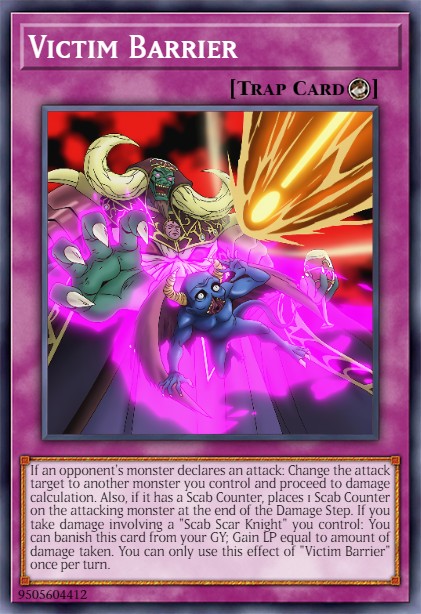 VICTIM BARRIER
[TRAP CARD]
If an opponent's monster declares an attack: Change the attack
target to another monster you control and proceed to damage
calculation. Also, if it has a Scab Counter, places 1 Scab Counter
on the attacking monster at the end of the Damage Step. If you
take damage involving a "Scab Scar Knight" you control: You
can banish this card from your GY; Gain LP equal to amount of
damage taken. You can only use this effect of "Victim Barrier"
once per turn.
9505604412